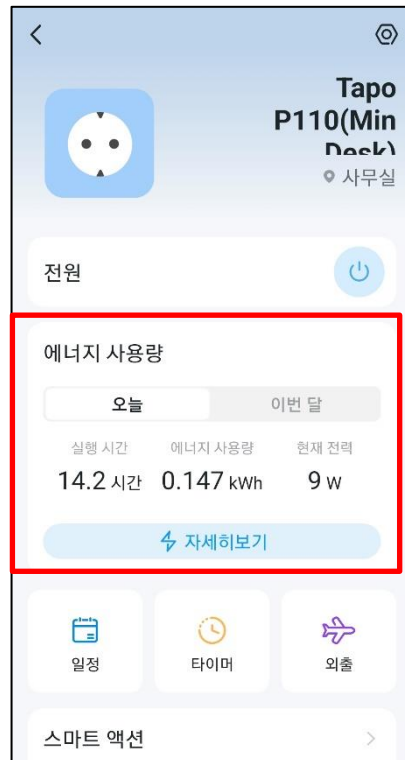 Tapo
P110(Min
Desk)
사무실
전원
에너지 사용량
오늘 이번 달
실행 시간 에너지 사용량 현재 전력
14.2 시간 0.147 kWh 9 W
자세히보기
일정 타이머 외출
스마트 액션